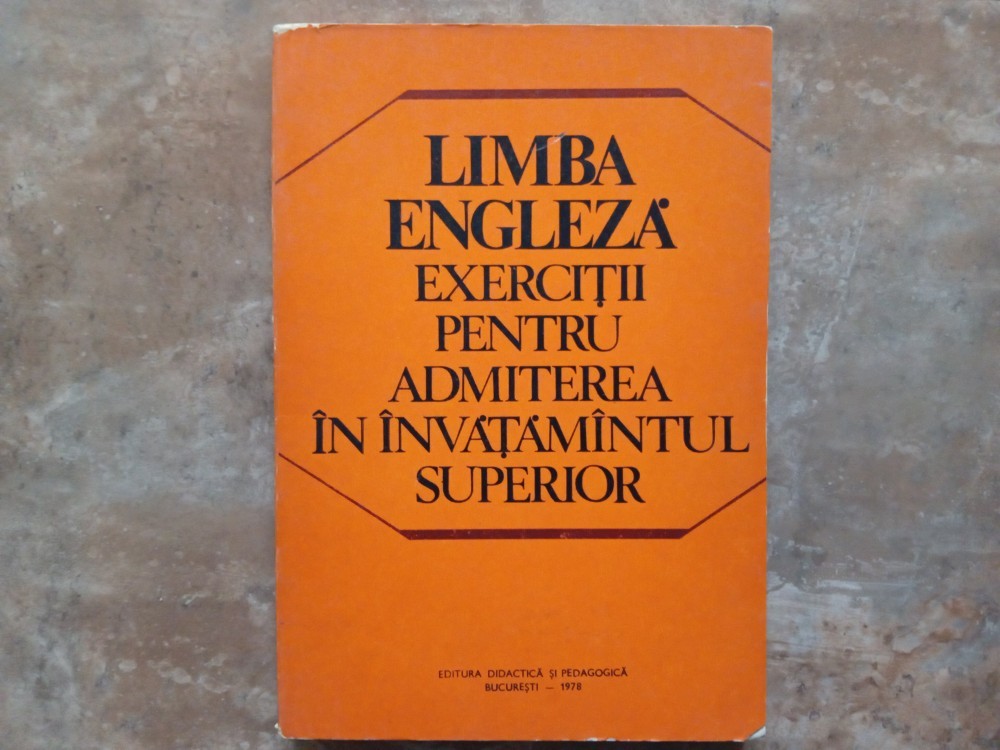 LIMBA
ENGLEZĂ
EXERCIȚII
PENTRU
ADMITEREA
ÎN ÎNVĂȚĂMÎNTUL
SUPERIOR
EDITURA DIDACTICĂ ȘI PEDAGOGICĂ
BUCUREȘTI – 1978